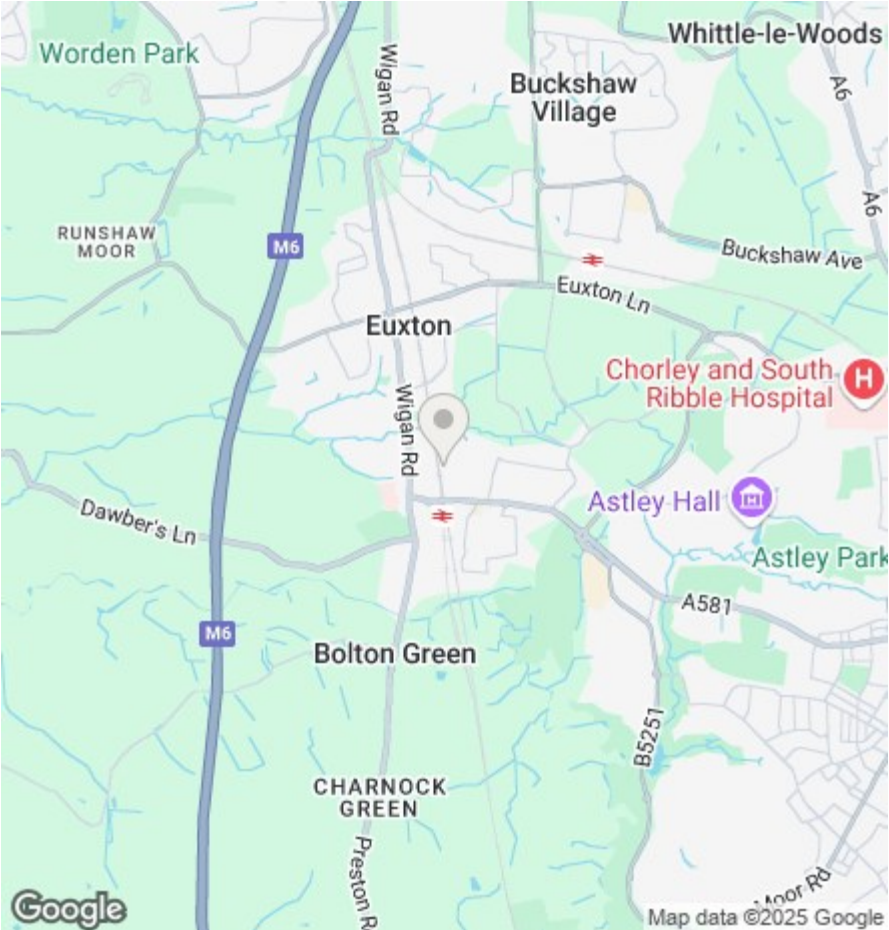 Whittle-le-Woods
Worden Park
Wigan Rd
Buckshaw
Village
A6
A6
RUNSHAW
MOOR
M6
Buckshaw Ave
Euxton Ln
Euxton
Chorley and South
Ribble Hospital
H
Wigan Rd
Astley Hall
Dawber's Ln
Astley Park
A581
M6
Bolton Green
B5251
CHARNOCK
GREEN
Preston R
Moor Rd
Google
Map data ©2025 Google